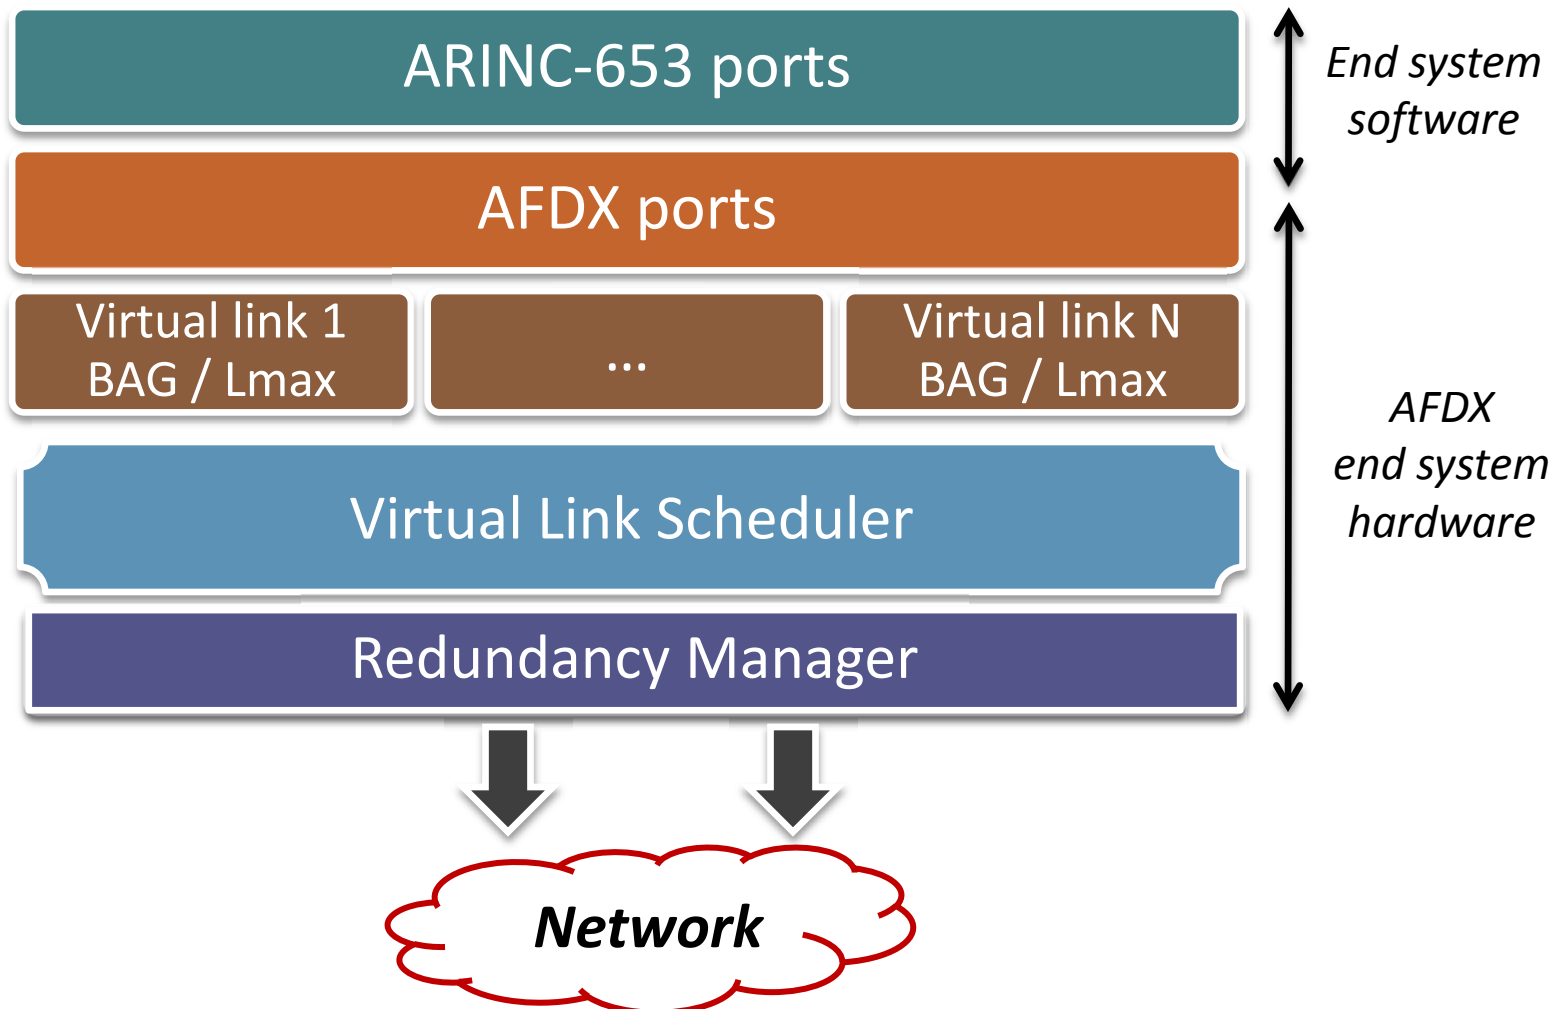 ARINC-653 ports
End system
software
AFDX ports
Virtual link 1
BAG / Lmax
...
Virtual link N
BAG / Lmax
AFDX
end system
hardware
Virtual Link Scheduler
Redundancy Manager
Network